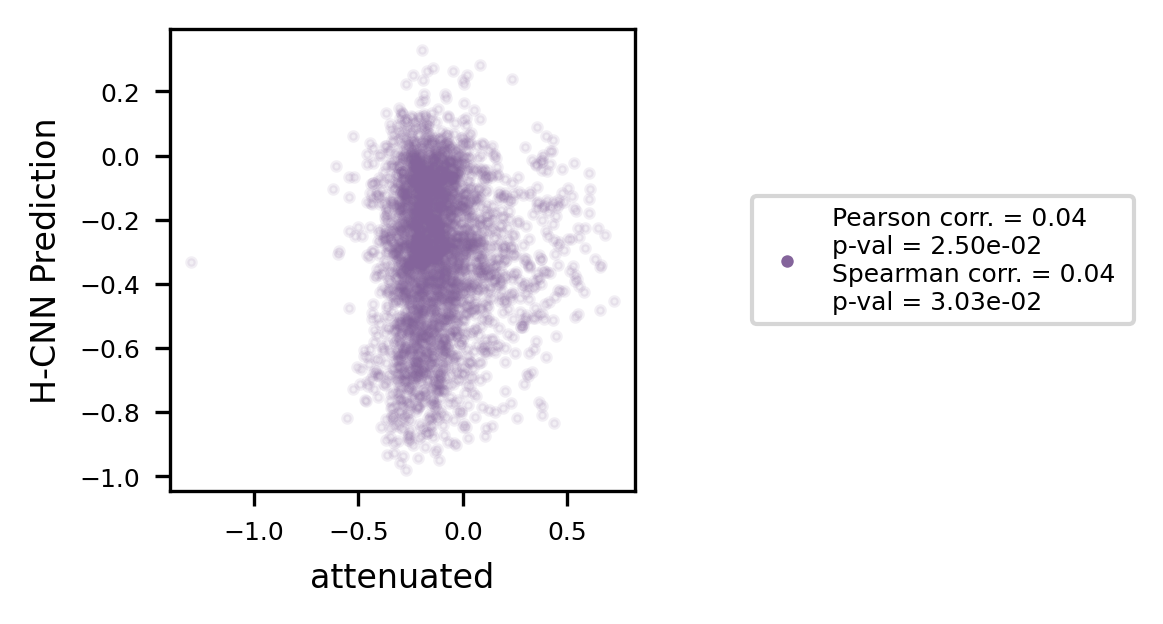 0.2
0.0
−0.2
−0.4
−0.6
−0.8
−1.0
H-CNN Prediction
−1.0
−0.5
0.0
0.5
attenuated
Pearson corr. = 0.04
p-val = 2.50e-02
Spearman corr. = 0.04
p-val = 3.03e-02